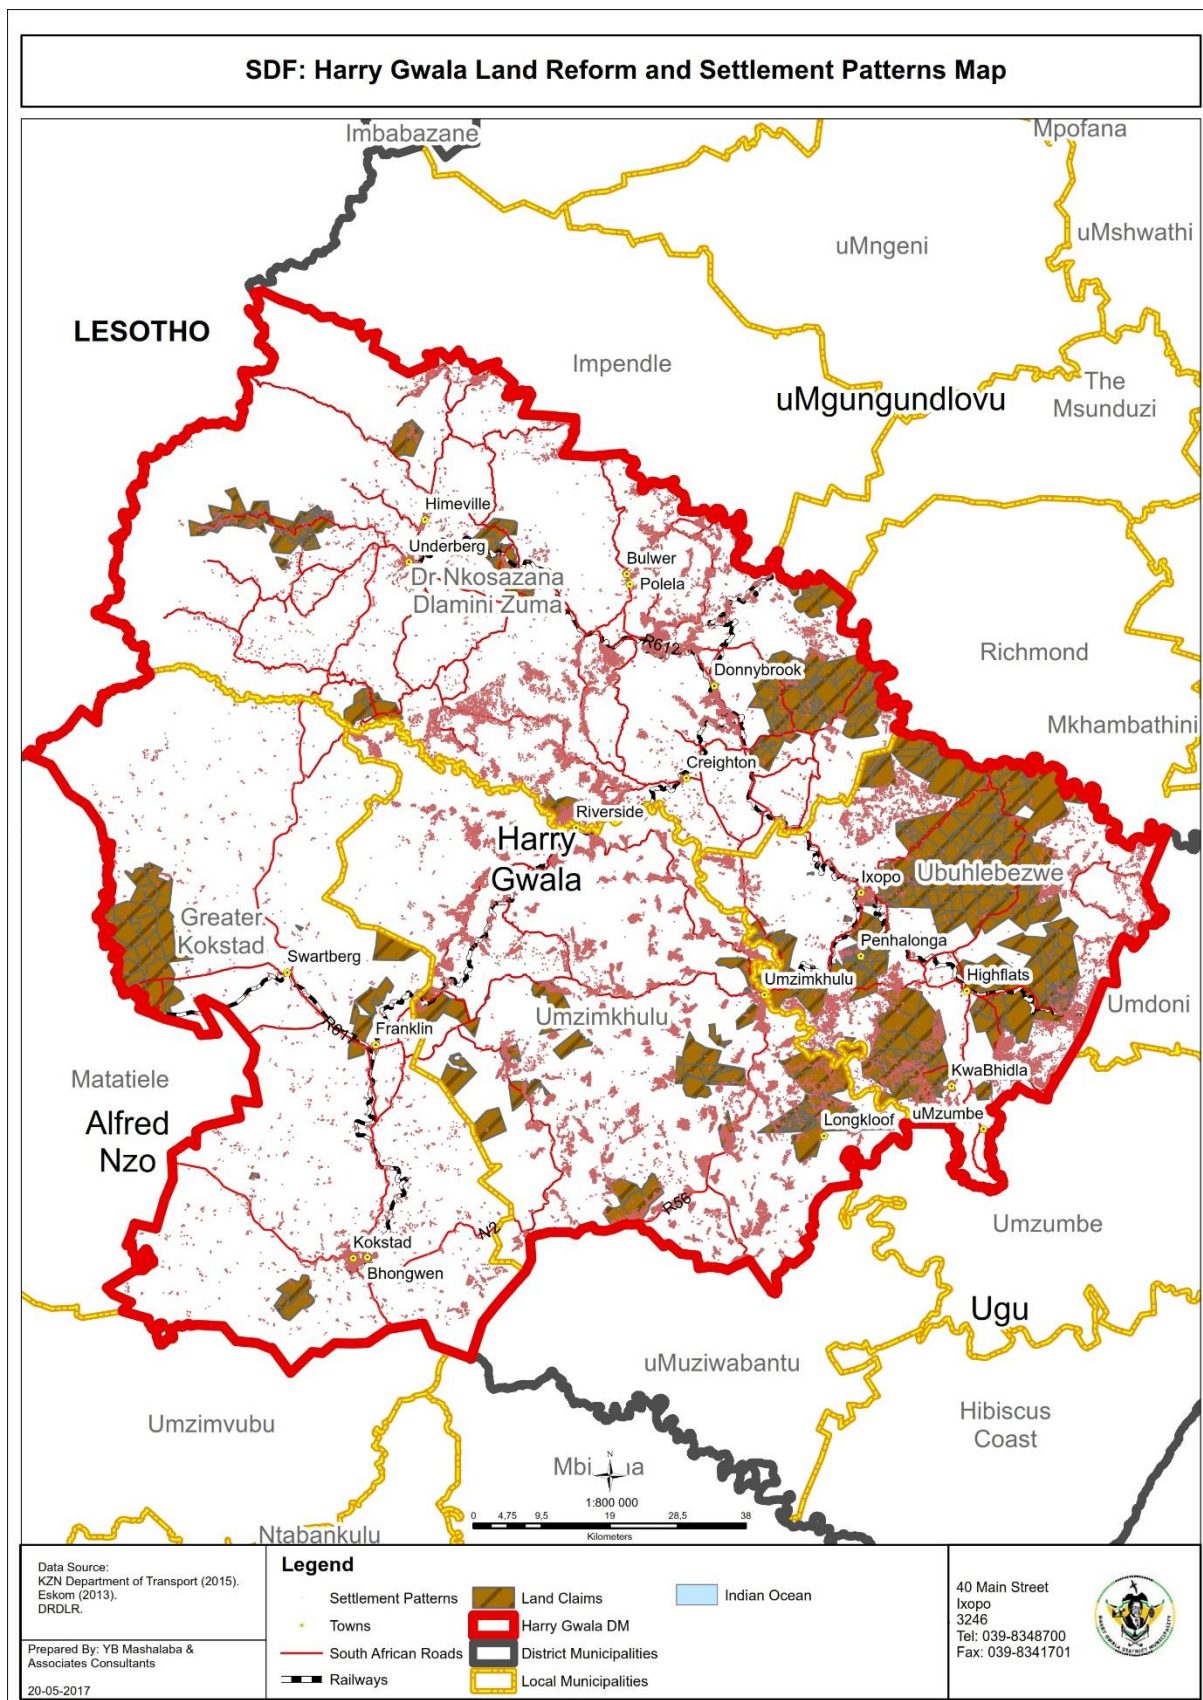 SDF: Harry Gwala Land Reform and Settlement Patterns Map
Imbabazane
Mpofana
uMngeni
uMshwathi
LESOTHO
Impendle
The
Msunduzi
uMgungundlovu
Himeville
Underberg
Bulwer
Dr Nkosazana
Dlamini Zuma
Polela
R612
Richmond
Donnybrook
Mkhambathini
Creighton
Riverside
Harry
Gwala
Ixopo
Ubuhlebezwe
Greater
Kokstad
Penhalonga
Swartberg
Umzimkhulu
Highflats
Umzimkhulu
Umdoni
R617
Franklin
Matatiele
KwaBhidla
Alfred
Nzo
Longkloof
uMzumbe
R56
Umzumbe
N2
Kokstad
Bhongwen
Ugu
uMuziwabantu
Umzimvubu
Hibiscus
Coast
N
1:800 000
0 4,75 9,5 19 28,5 38
Kilometers
Ntabankulu
Data Source:
KZN Department of Transport (2015).
Eskom (2013).
DRDLR.
Prepared By: YB Mashalaba &
Associates Consultants
20-05-2017
Legend
Settlement Patterns
Towns
South African Roads
Railways
Land Claims
Harry Gwala DM
District Municipalities
Local Municipalities
Indian Ocean
40 Main Street
Ixopo
3246
Tel: 039-8348700
Fax: 039-8341701
HARRY GWALA DISTRICT MUNICIPALITY